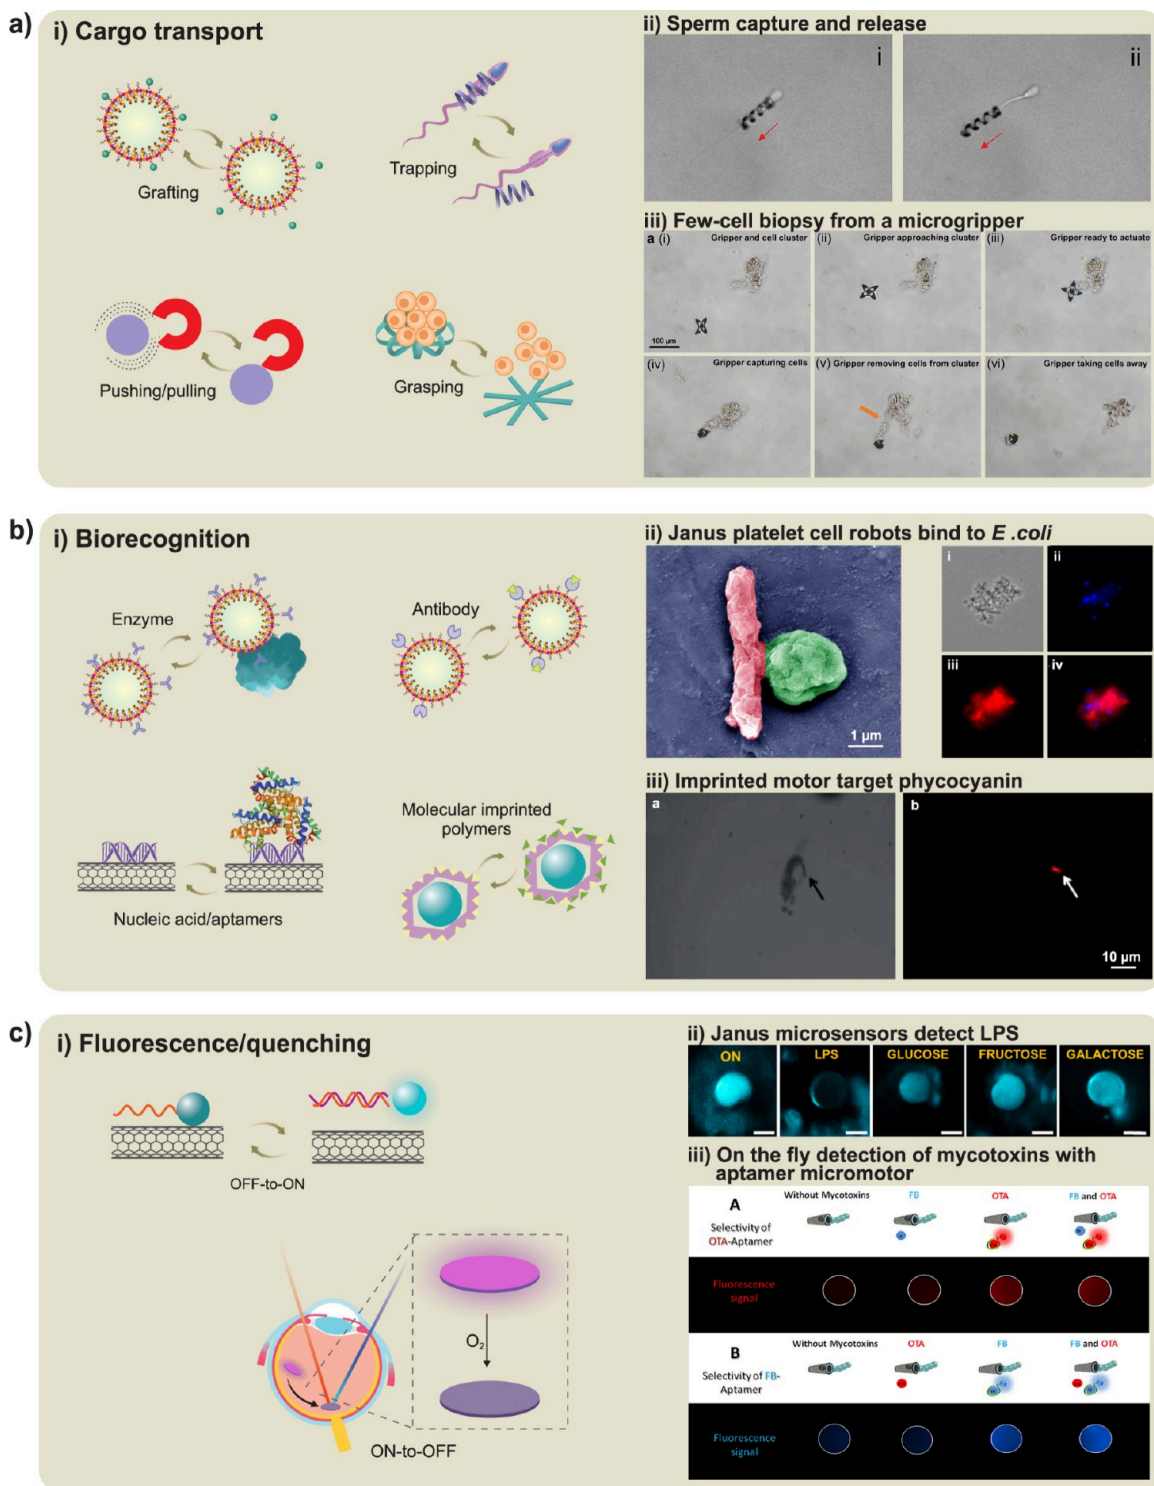 a)
i) Cargo transport
Grafting
Trapping
Pushing/pulling
Grasping
ii) Sperm capture and release
i
ii
iii) Few-cell biopsy from a microgripper
a (i)
Gripper and cell cluster
(ii)
Gripper approaching cluster
(iii)
Gripper ready to actuate
100 µm
(iv)
Gripper capturing cells
(v)
Gripper removing cells from cluster
(vi)
Gripper taking cells away
b)
i) Biorecognition
Enzyme
Antibody
Nucleic acid/aptamers
Molecular imprinted
polymers
ii) Janus platelet cell robots bind to E .coli
1 µm
i
ii
iii
iv
iii) Imprinted motor target phycocyanin
a
b
10 µm
c)
i) Fluorescence/quenching
OFF-to-ON
O2
ON-to-OFF
ii) Janus microsensors detect LPS
ON
LPS
GLUCOSE
FRUCTOSE
GALACTOSE
iii) On the fly detection of mycotoxins with
aptamer micromotor
A
Selectivity of
OTA-Aptamer
Without Mycotoxins
FB
OTA
FB and OTA
Fluorescence
signal
B
Selectivity of FB-
Aptamer
Without Mycotoxins
OTA
FB
FB and OTA
Fluorescence
signal